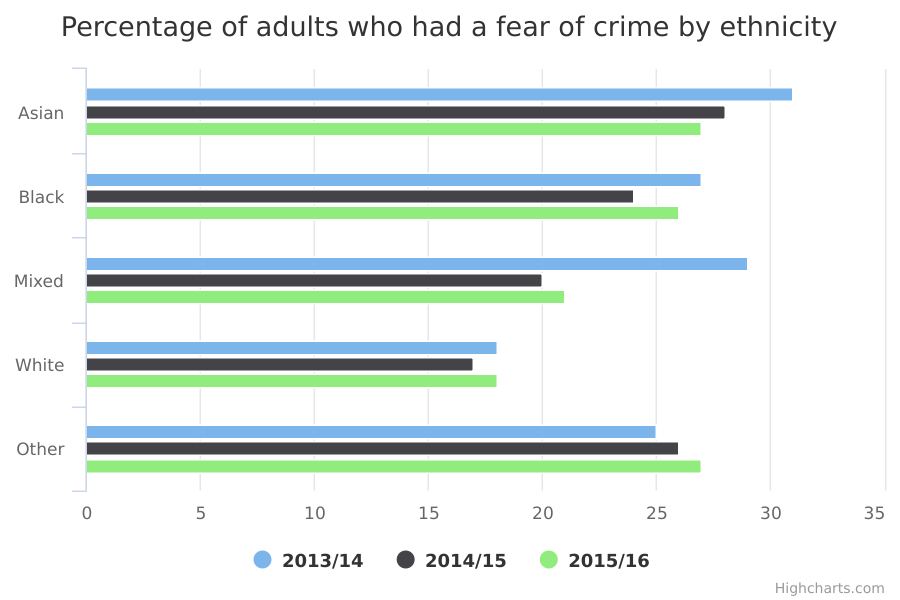 Percentage of adults who had a fear of crime by ethnicity
Asian
Black
Mixed
White
Other
0 5 10 15 20 25 30 35
2013/14 2014/15 2015/16
Highcharts.com